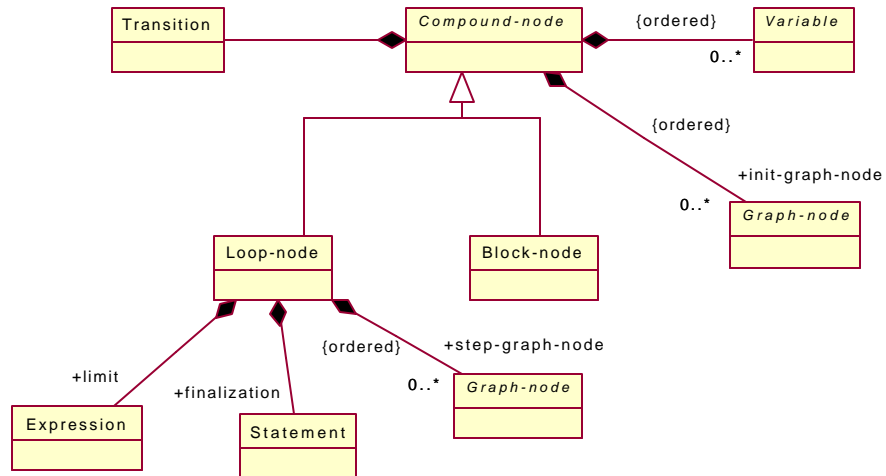 Transition
Compound-node
{ordered}
Variable
0..*
{ordered}
+init-graph-node
0..*
Graph-node
Loop-node
Block-node
{ordered}
+step-graph-node
+limit
+finalization
0..*
Graph-node
Expression
Statement